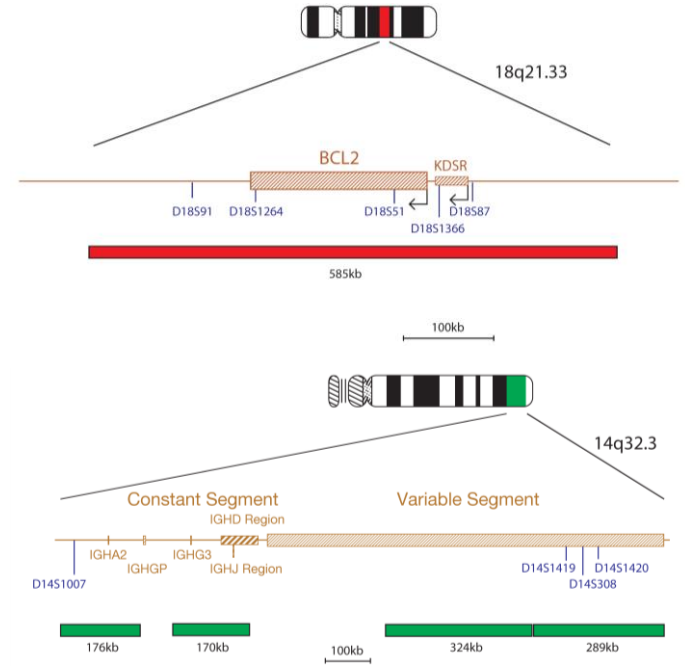 18q21.33
BCL2
KDSR
D18S91
D18S1264
D18S51
D18S87
D18S1366
585kb
100kb
14q32.3
Constant Segment
Variable Segment
IGHD Region
IGHA2
IGHG3
IGHGP
IGHJ Region
D14S1007
D14S1419
D14S1420
D14S308
176kb
170kb
324kb
289kb
100kb